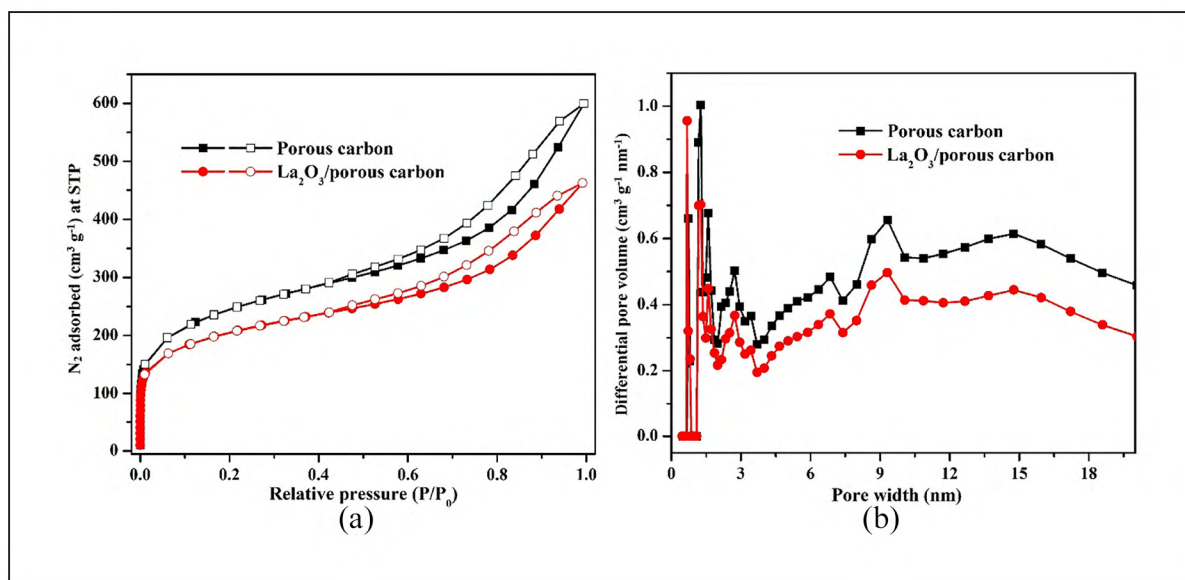 N₂ adsorbed (cm³ g⁻¹) at STP
600
500
400
300
200
100
0
Porous carbon
La₂O₃/porous carbon
0.0 0.2 0.4 0.6 0.8 1.0
Relative pressure (P/P₀)
(a)
Differential pore volume (cm³ g⁻¹ nm⁻¹)
1.0
0.8
0.6
0.4
0.2
0.0
Porous carbon
La₂O₃/porous carbon
0 3 6 9 12 15 18
Pore width (nm)
(b)